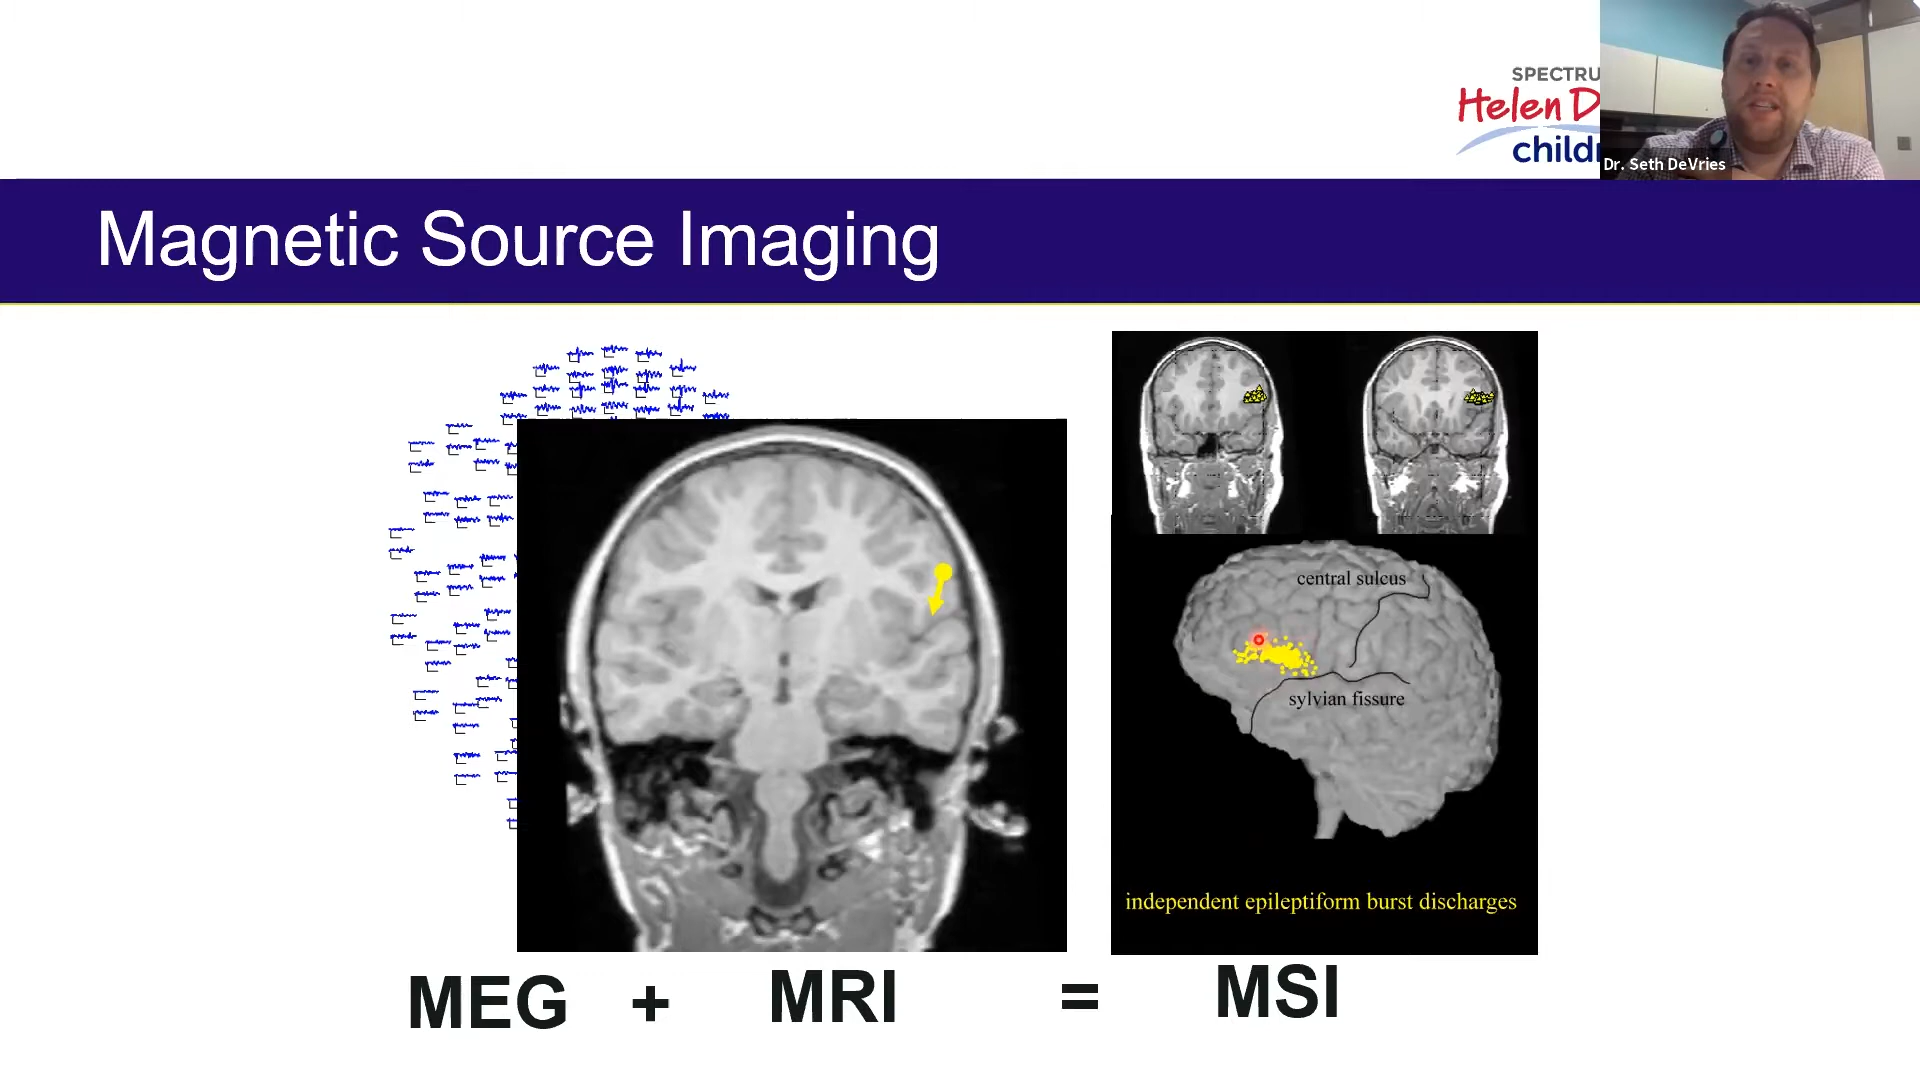 SPECTRU
Helen D
child
Dr. Seth DeVries
Magnetic Source Imaging
central sulcus
sylvian fissure
independent epileptiform burst discharges
MEG + MRI = MSI